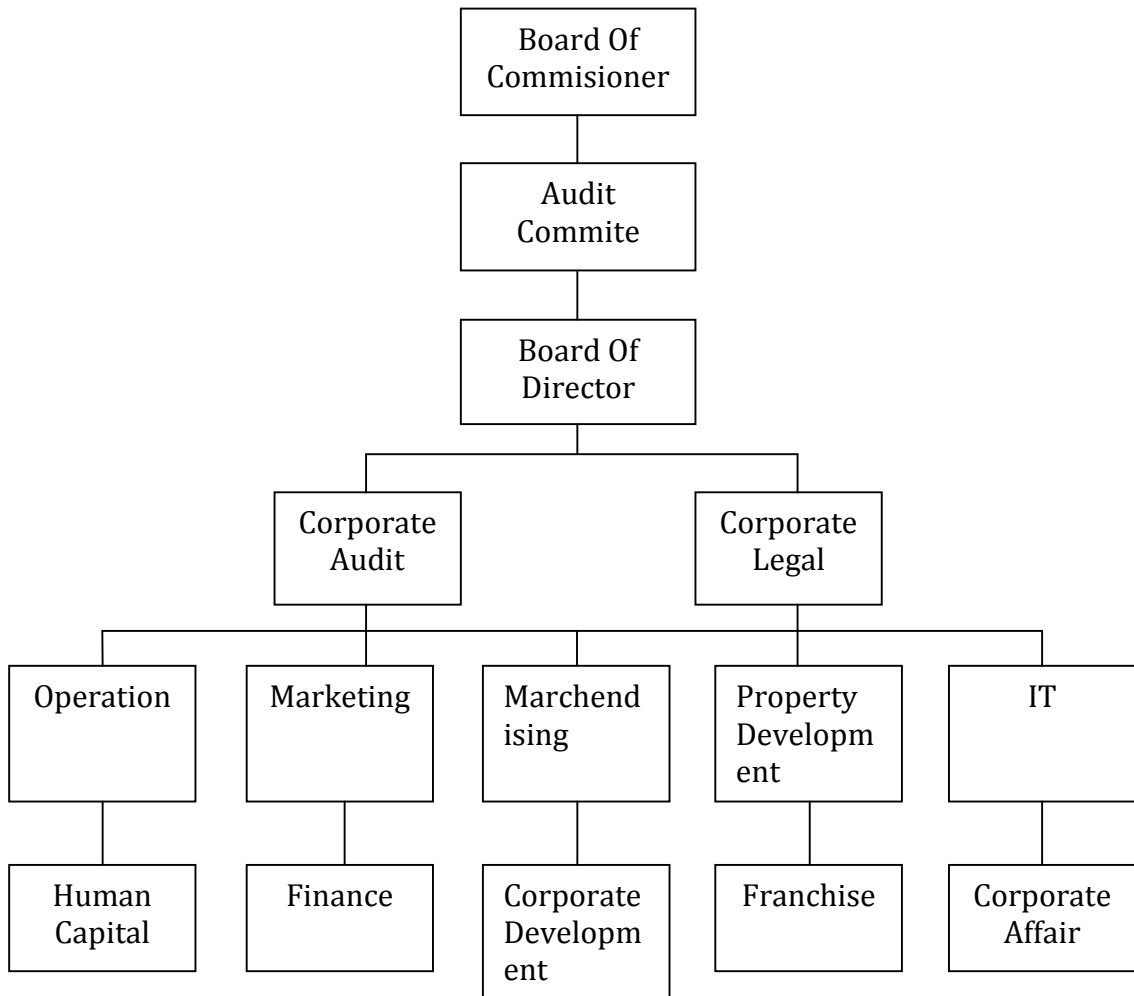 Board Of
Commisioner
Audit
Commite
Board Of
Director
Corporate
Audit
Corporate
Legal
Operation
Marketing
Marchend
ising
Property
Developm
ent
IT
Human
Capital
Finance
Corporate
Developm
ent
Franchise
Corporate
Affair